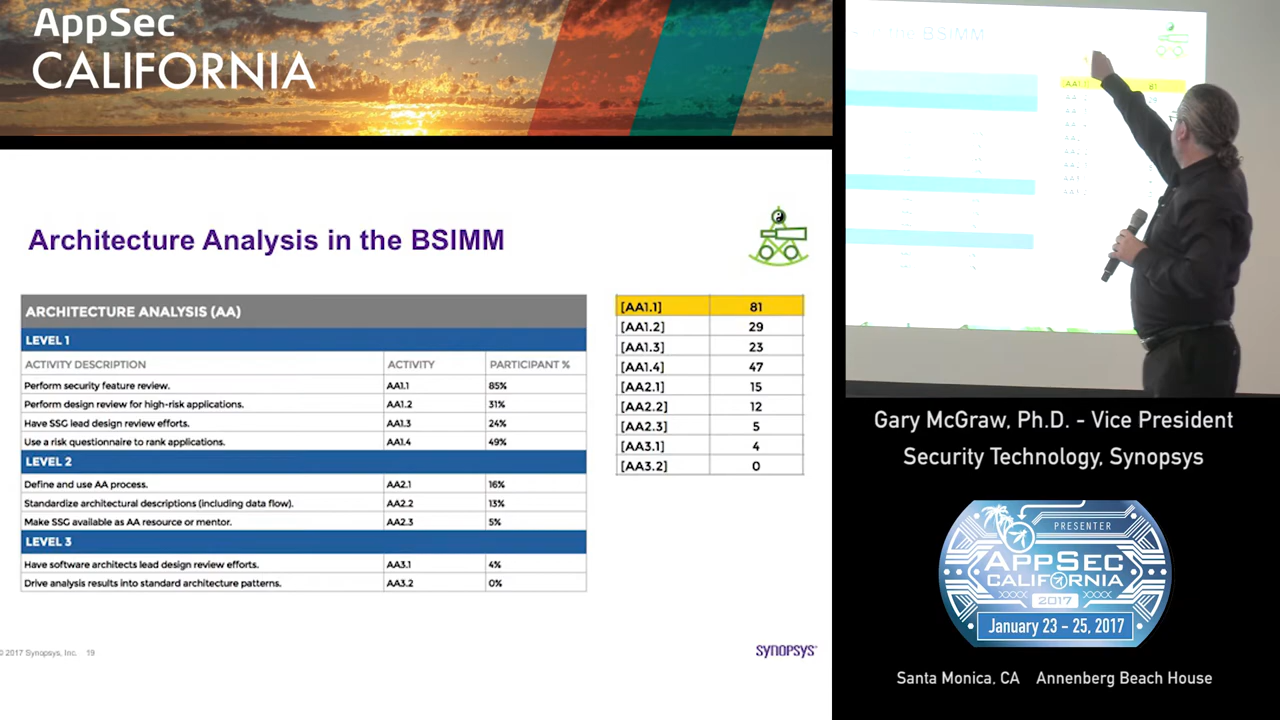 AppSec
CALIFORNIA
Architecture Analysis in the BSIMM
ARCHITECTURE ANALYSIS (AA)
LEVEL 1
ACTIVITY DESCRIPTION ACTIVITY PARTICIPANT %
Perform security feature review. AA1.1 85%
Perform design review for high-risk applications. AA1.2 31%
Have SSG lead design review efforts. AA1.3 24%
Use a risk questionnaire to rank applications. AA1.4 49%
LEVEL 2
Define and use AA process. AA2.1 16%
Standardize architectural descriptions (including data flow). AA2.2 13%
Make SSG available as AA resource or mentor. AA2.3 5%
LEVEL 3
Have software architects lead design review efforts. AA3.1 4%
Drive analysis results into standard architecture patterns. AA3.2 0%
[AA1.1] 81
[AA1.2] 29
[AA1.3] 23
[AA1.4] 47
[AA2.1] 15
[AA2.2] 12
[AA2.3] 5
[AA3.1] 4
[AA3.2] 0
© 2017 Synopsys, Inc. 19
SYNOPSYS®
the BSIMM
81
Gary McGraw, Ph.D. - Vice President
Security Technology, Synopsys
PRESENTER
APPSEC
CALIFORNIA
2017
January 23 - 25, 2017
Santa Monica, CA Annenberg Beach House